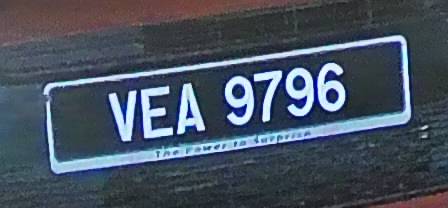 VEA 9796
The Power to Surprise